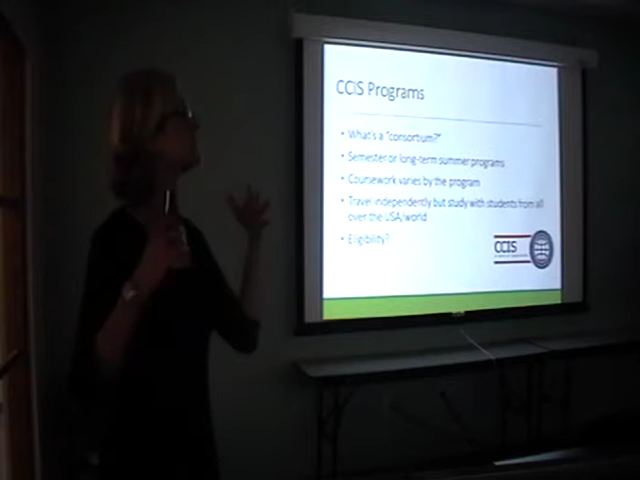 CCIS Programs
• What's a "consortium?"
• Semester or long-term summer programs
• Coursework varies by the program
• Travel independently but study with students from all
over the USA/world
• Eligibility?
CCIS